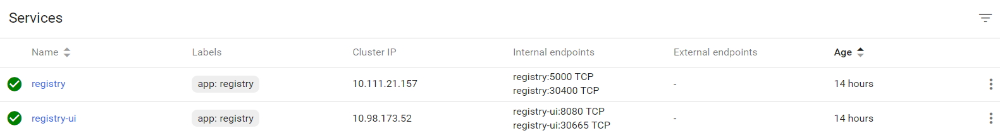 Services
Name Labels Cluster IP Internal endpoints External endpoints Age
registry app: registry 10.111.21.157 registry:5000 TCP - 14 hours
registry:30400 TCP
registry-ui app: registry 10.98.173.52 registry-ui:8080 TCP - 14 hours
registry-ui:30665 TCP